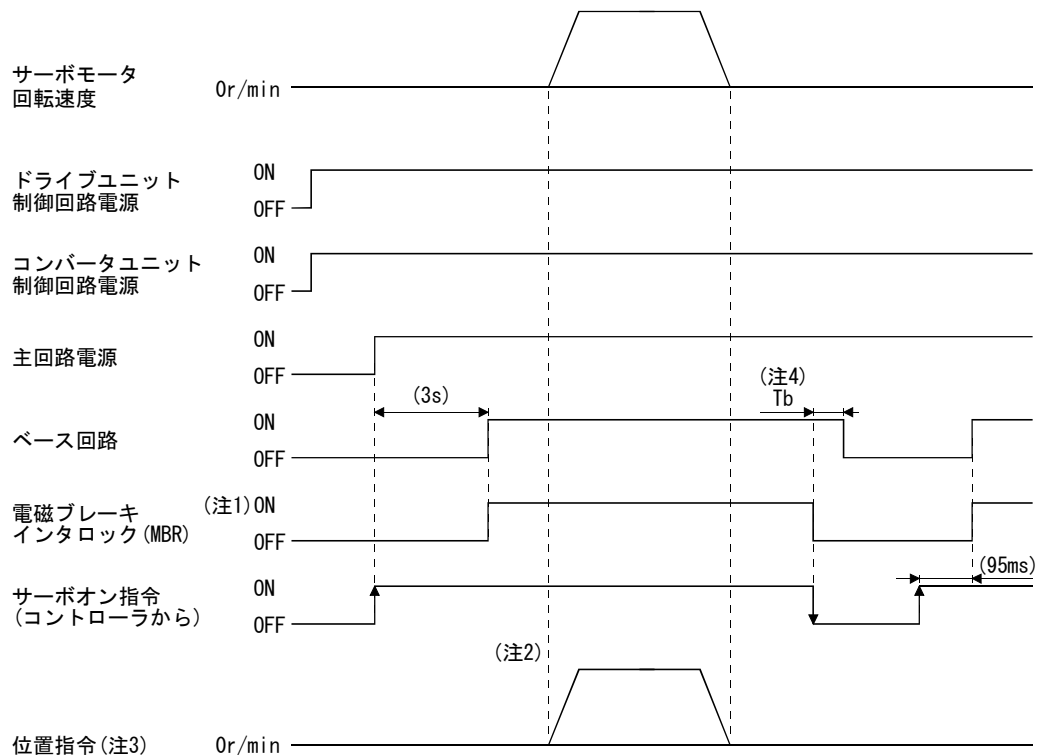 サーボモータ
回転速度
0r/min
ドライブユニット
制御回路電源
ON
OFF
コンバータユニット
制御回路電源
ON
OFF
主回路電源
ON
OFF
(3s)
(注4)
Tb
ベース回路
ON
OFF
電磁ブレーキ
インタロック(MBR)
(注1)ON
OFF
(95ms)
サーボオン指令
(コントローラから)
ON
OFF
(注2)
位置指令(注3)
0r/min